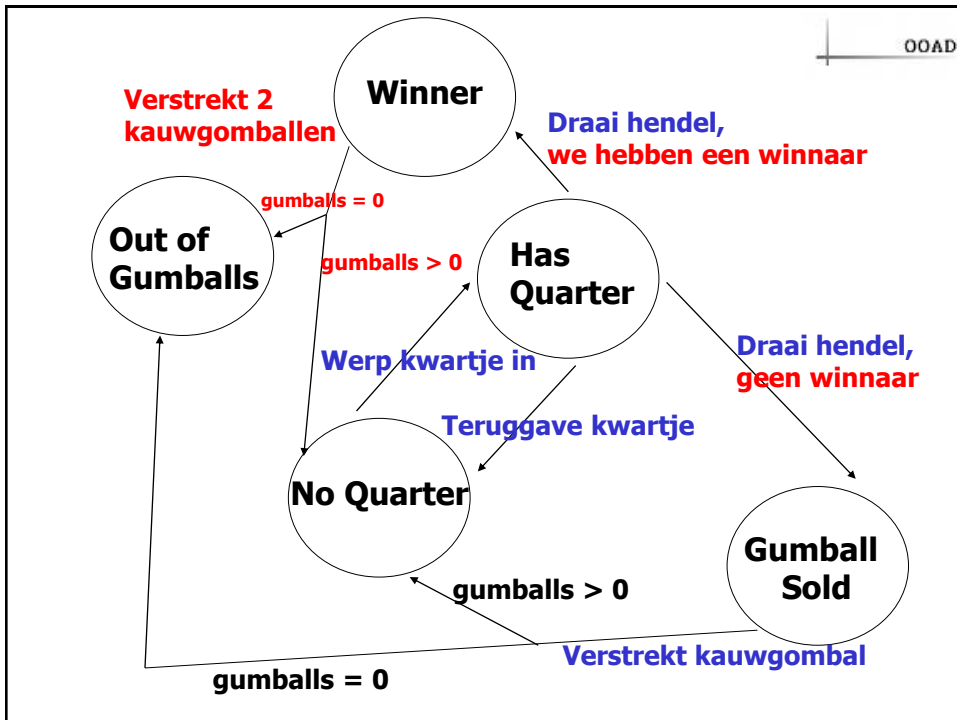 OOAD
Winner
Verstrekt 2
kauwgomballen
Draai hendel,
we hebben een winnaar
gumballs = 0
Out of
Gumballs
gumballs > 0
Has
Quarter
Werp kwartje in
Draai hendel,
geen winnaar
Teruggave kwartje
No Quarter
Gumball
Sold
gumballs > 0
Verstrekt kauwgombal
gumballs = 0